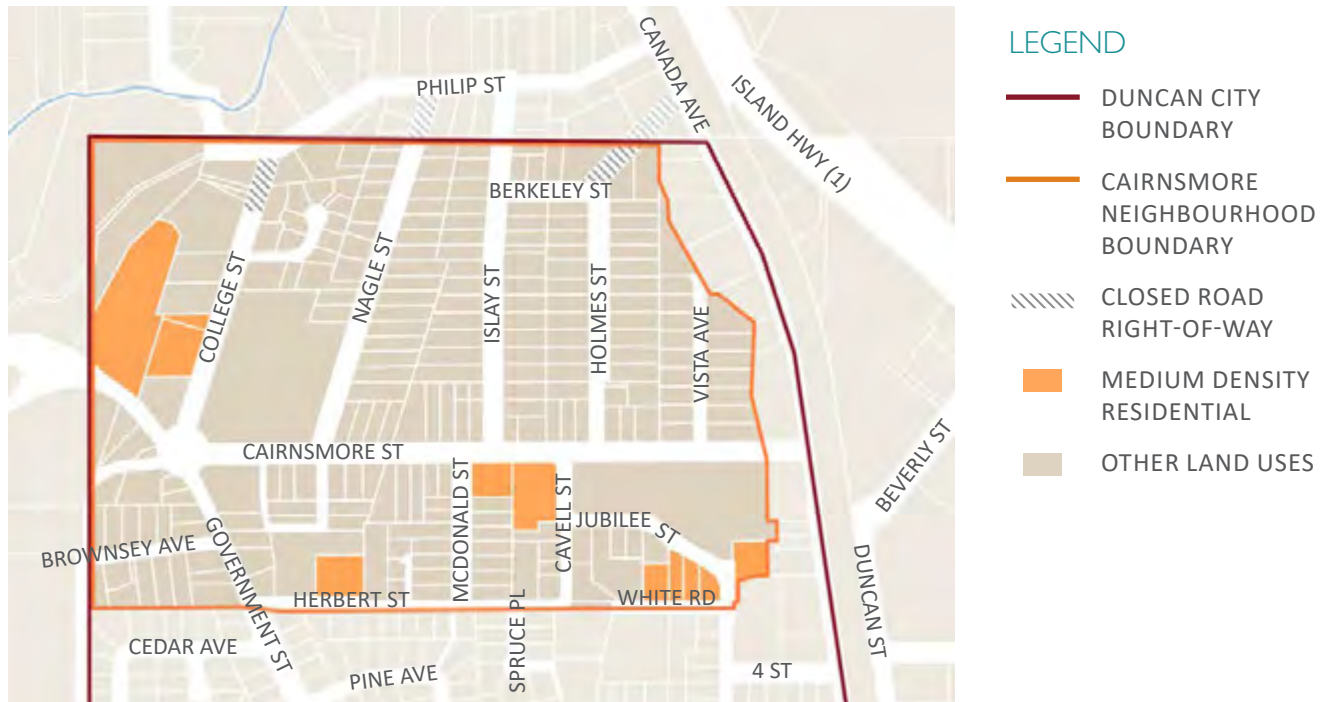 CANADA AVE
PHILIP ST
ISLAND HWY (1)
BERKELEY ST
COLLEGE ST
NAGLE ST
ISLAY ST
HOLMES ST
VISTA AVE
CAIRNSMORE ST
BEVERLY ST
MCDONALD ST
CAVELL ST
JUBILEE ST
BROWNSEY AVE
GOVERNMENT ST
HERBERT ST
WHITE RD
DUNCAN ST
CEDAR AVE
PINE AVE
SPRUCE PL
4 ST
LEGEND
DUNCAN CITY
BOUNDARY
CAIRNSMORE
NEIGHBOURHOOD
BOUNDARY
CLOSED ROAD
RIGHT-OF-WAY
MEDIUM DENSITY
RESIDENTIAL
OTHER LAND USES